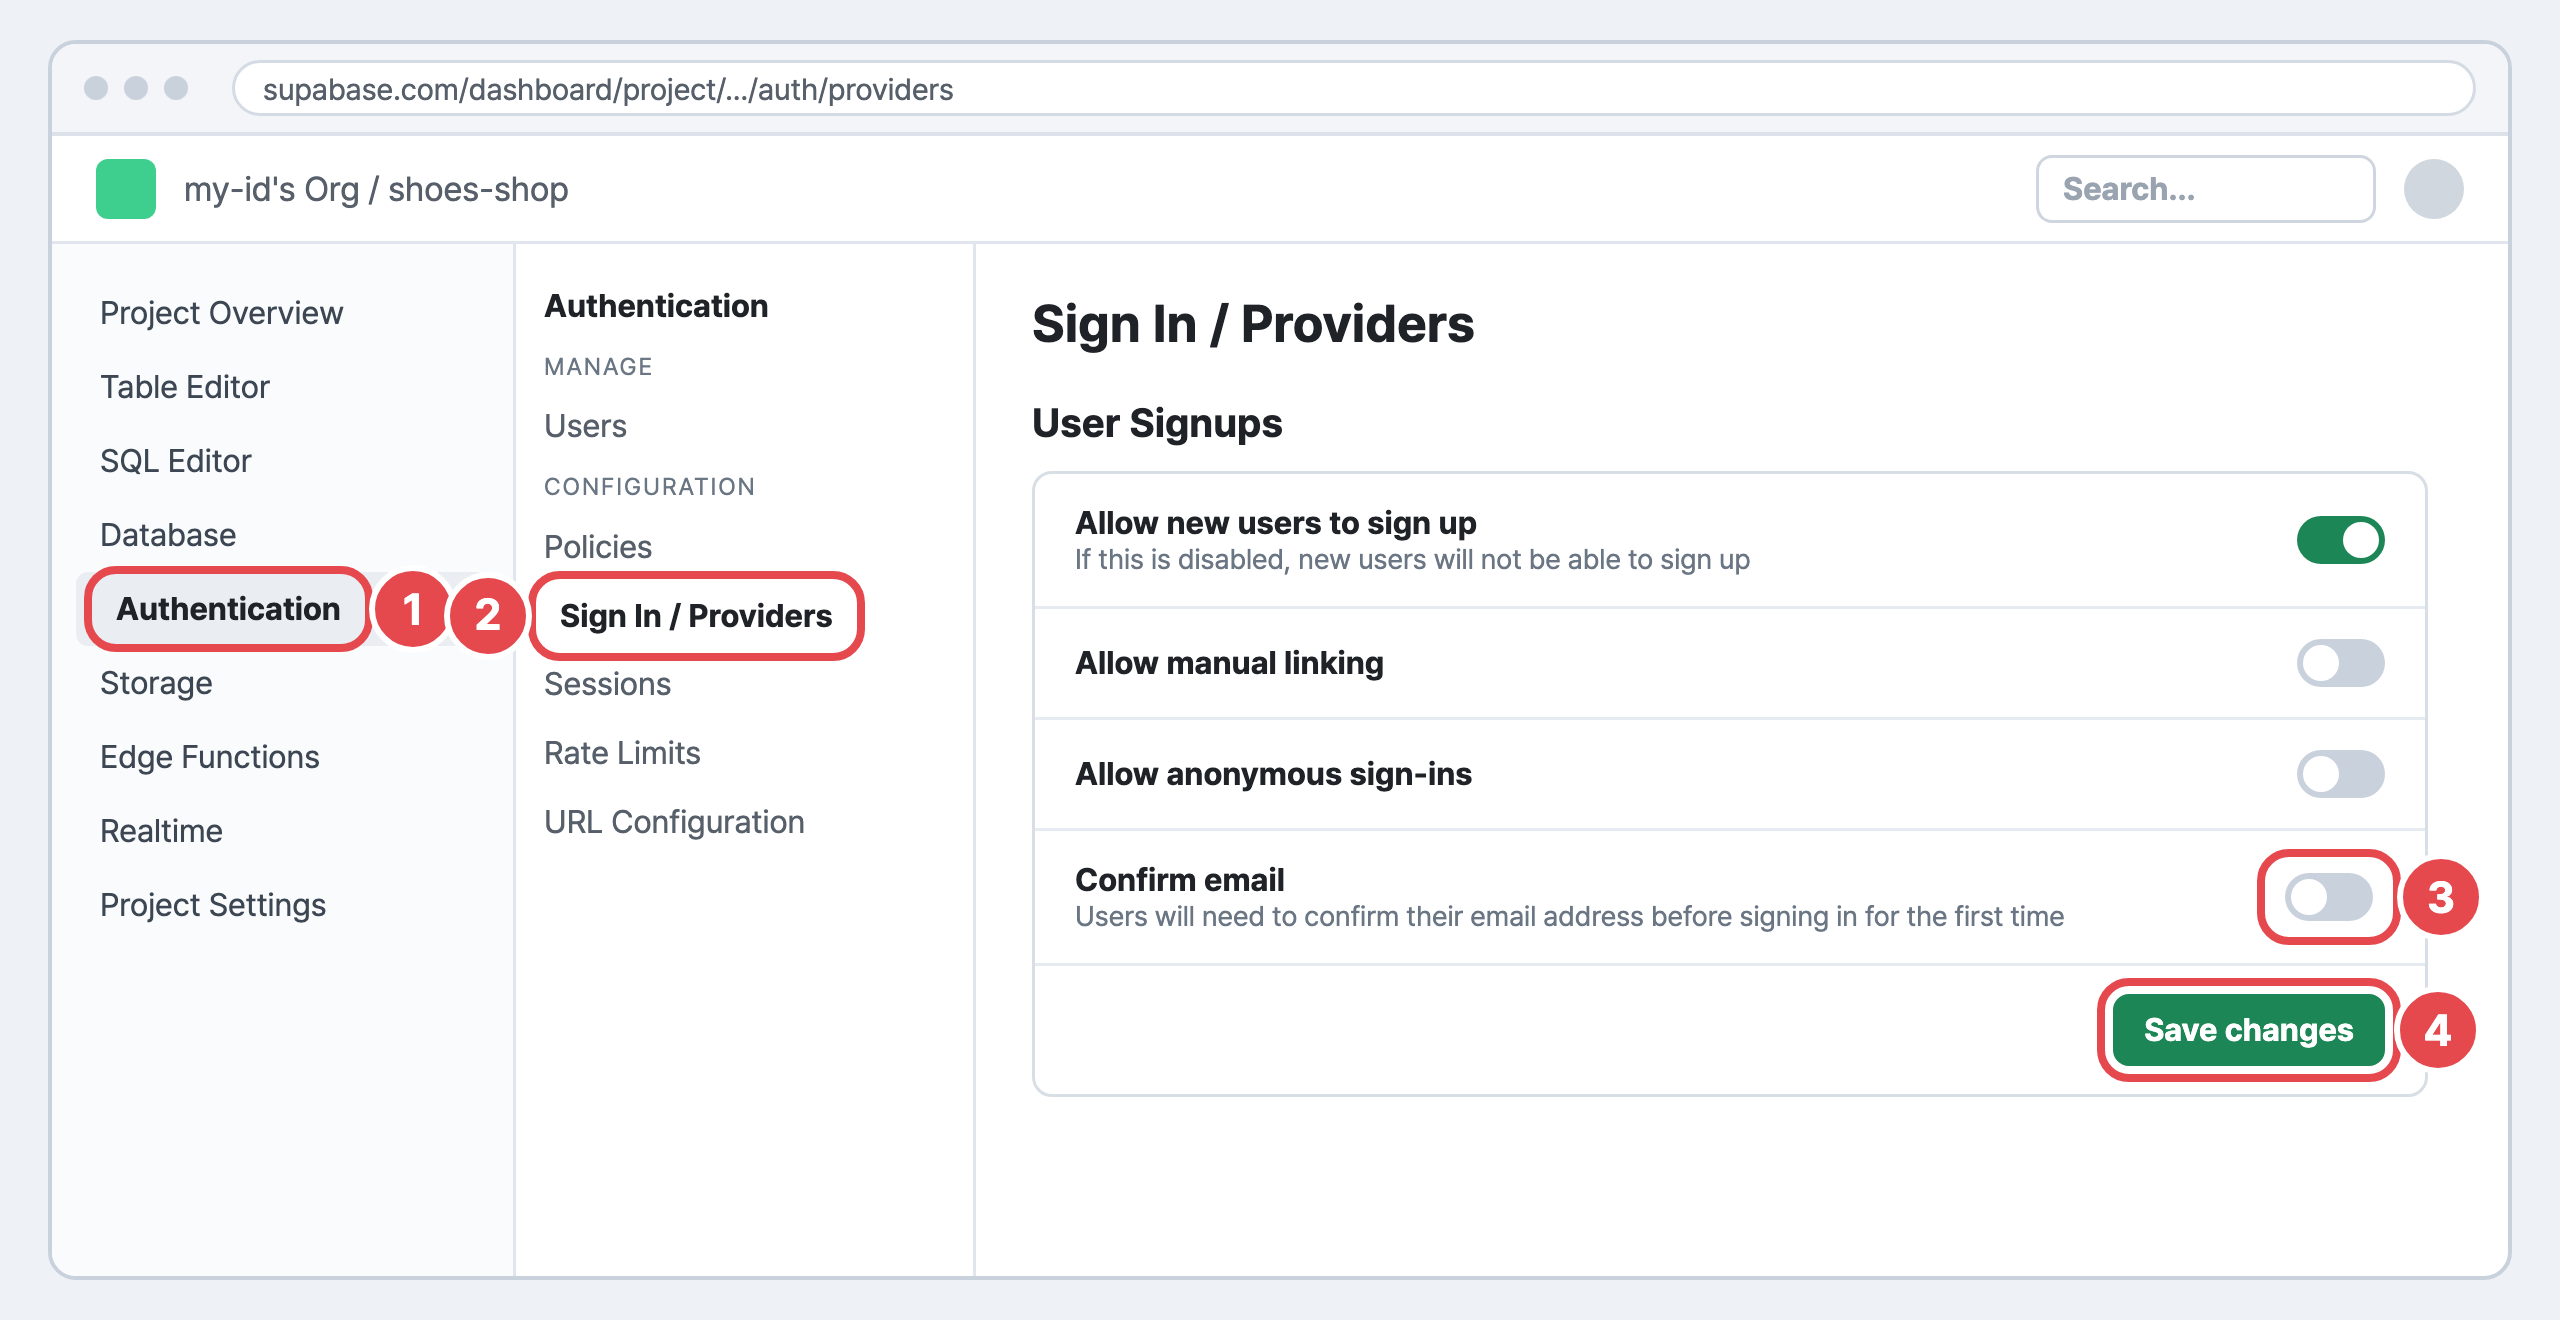 supabase.com/dashboard/project/.../auth/providers
my-id's Org / shoes-shop
Search...
Project Overview
Table Editor
SQL Editor
Database
Authentication
1
Storage
Edge Functions
Realtime
Project Settings
Authentication
MANAGE
Users
CONFIGURATION
Policies
2
Sign In / Providers
Sessions
Rate Limits
URL Configuration
Sign In / Providers
User Signups
Allow new users to sign up
If this is disabled, new users will not be able to sign up
Allow manual linking
Allow anonymous sign-ins
Confirm email
Users will need to confirm their email address before signing in for the first time
3
Save changes
4